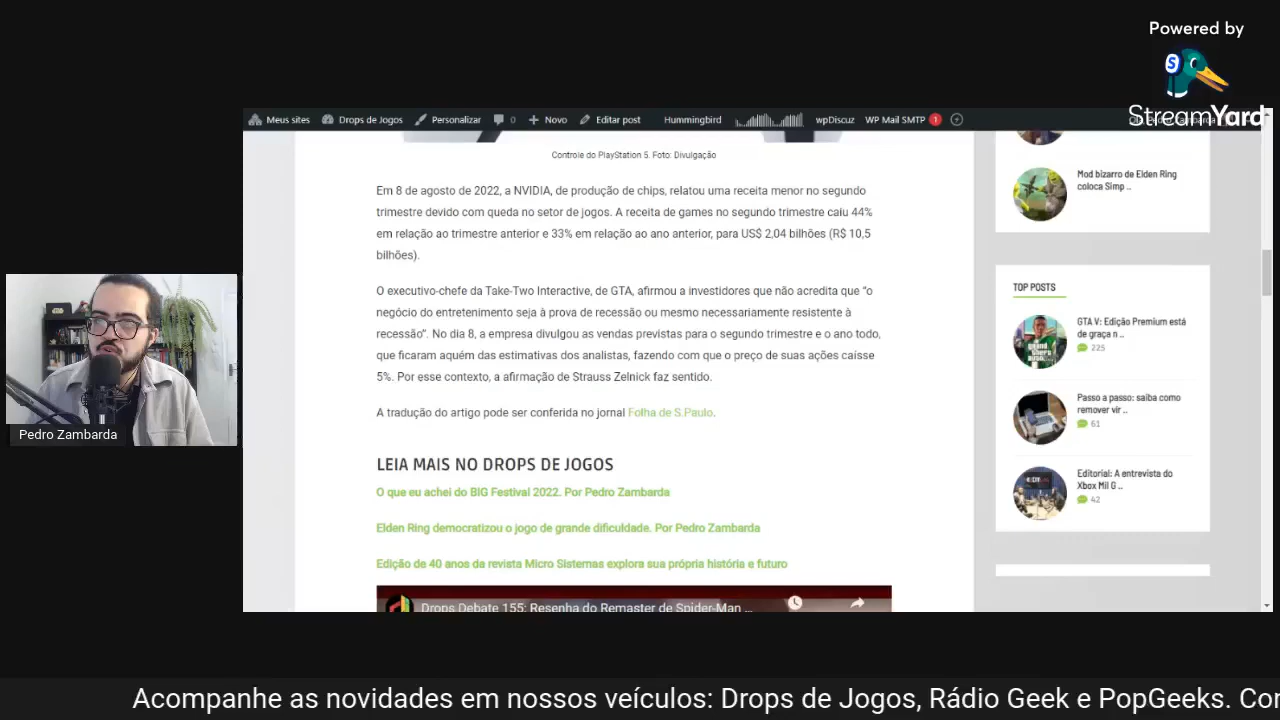 Powered by
StreamYard
Meus sites Drops de Jogos Personalizar 0 Novo Editar post Hummingbird wpDiscuz WP Mail SMTP 1
Controle do PlayStation 5. Foto: Divulgação
Em 8 de agosto de 2022, a NVIDIA, de produção de chips, relatou uma receita menor no segundo
trimestre devido com queda no setor de jogos. A receita de games no segundo trimestre caiu 44%
em relação ao trimestre anterior e 33% em relação ao ano anterior, para US$ 2,04 bilhões (R$ 10,5
bilhões).
O executivo-chefe da Take-Two Interactive, de GTA, afirmou a investidores que não acredita que “o
negócio do entretenimento seja à prova de recessão ou mesmo necessariamente resistente à
recessão”. No dia 8, a empresa divulgou as vendas previstas para o segundo trimestre e o ano todo,
que ficaram aquém das estimativas dos analistas, fazendo com que o preço de suas ações caísse
5%. Por esse contexto, a afirmação de Strauss Zelnick faz sentido.
A tradução do artigo pode ser conferida no jornal Folha de S.Paulo.
LEIA MAIS NO DROPS DE JOGOS
O que eu achei do BIG Festival 2022. Por Pedro Zambarda
Elden Ring democratizou o jogo de grande dificuldade. Por Pedro Zambarda
Edição de 40 anos da revista Micro Sistemas explora sua própria história e futuro
Drops Debate 155: Resenha do Remaster de Spider-Man ...
Mod bizarro de Elden Ring
coloca Simp ..
TOP POSTS
GTA V: Edição Premium está
de graça n ..
225
Passo a passo: saiba como
remover vir ..
61
Editorial: A entrevista do
Xbox Mil G ..
42
Pedro Zambarda
Acompanhe as novidades em nossos veículos: Drops de Jogos, Rádio Geek e PopGeeks. Con